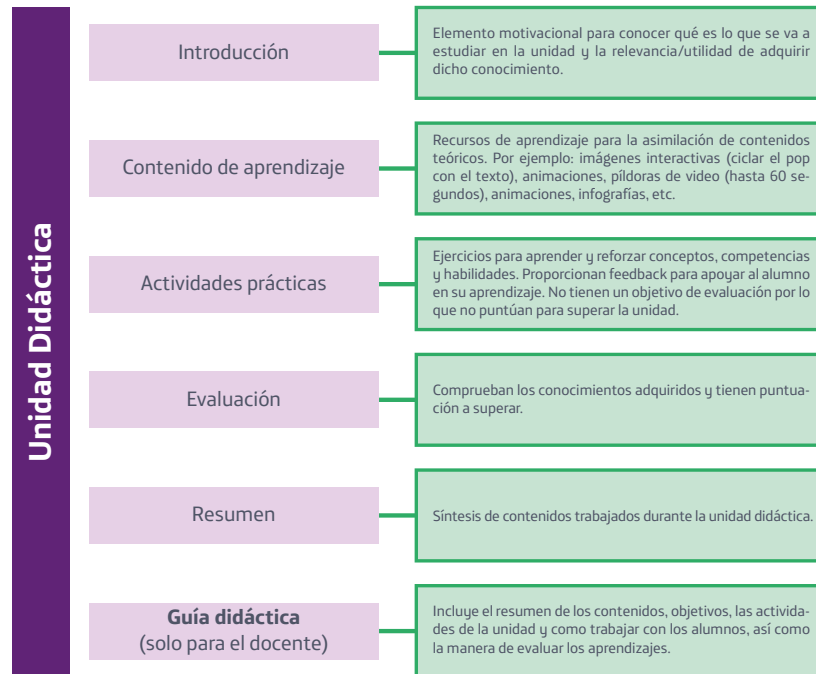 Unidad Didáctica
Introducción
Elemento motivacional para conocer qué es lo que se va a
estudiar en la unidad y la relevancia/utilidad de adquirir
dicho conocimiento.
Contenido de aprendizaje
Recursos de aprendizaje para la asimilación de contenidos
teóricos. Por ejemplo: imágenes interactivas (ciclar el pop
con el texto), animaciones, píldoras de video (hasta 60 se-
gundos), animaciones, infografías, etc.
Actividades prácticas
Ejercicios para aprender y reforzar conceptos, competencias
y habilidades. Proporcionan feedback para apoyar al alumno
en su aprendizaje. No tienen un objetivo de evaluación por lo
que no puntúan para superar la unidad.
Evaluación
Comprueban los conocimientos adquiridos y tienen puntua-
ción a superar.
Resumen
Síntesis de contenidos trabajados durante la unidad didáctica.
Guía didáctica
(solo para el docente)
Incluye el resumen de los contenidos, objetivos, las activida-
des de la unidad y como trabajar con los alumnos, así como
la manera de evaluar los aprendizajes.